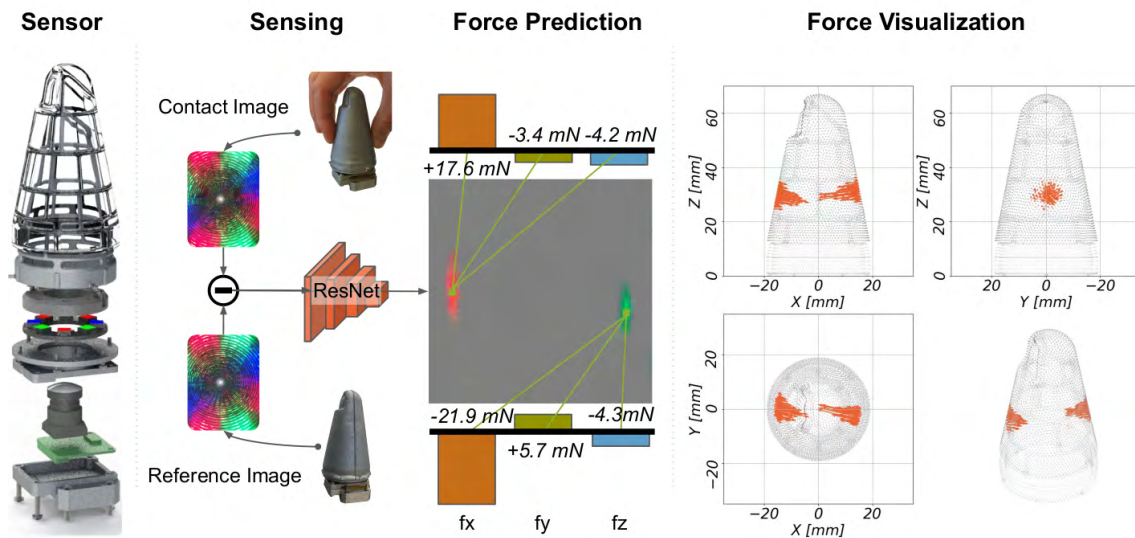 Sensor
Sensing
Force Prediction
Force Visualization
Contact Image
ResNet
Reference Image
-3.4 mN
-4.2 mN
+17.6 mN
-21.9 mN
-4.3mN
+5.7 mN
fx
fy
fz
60
40
20
0
Z [mm]
−20
0
20
X [mm]
60
40
20
0
Z [mm]
20
0
−20
Y [mm]
20
0
−20
Y [mm]
−20
0
20
X [mm]